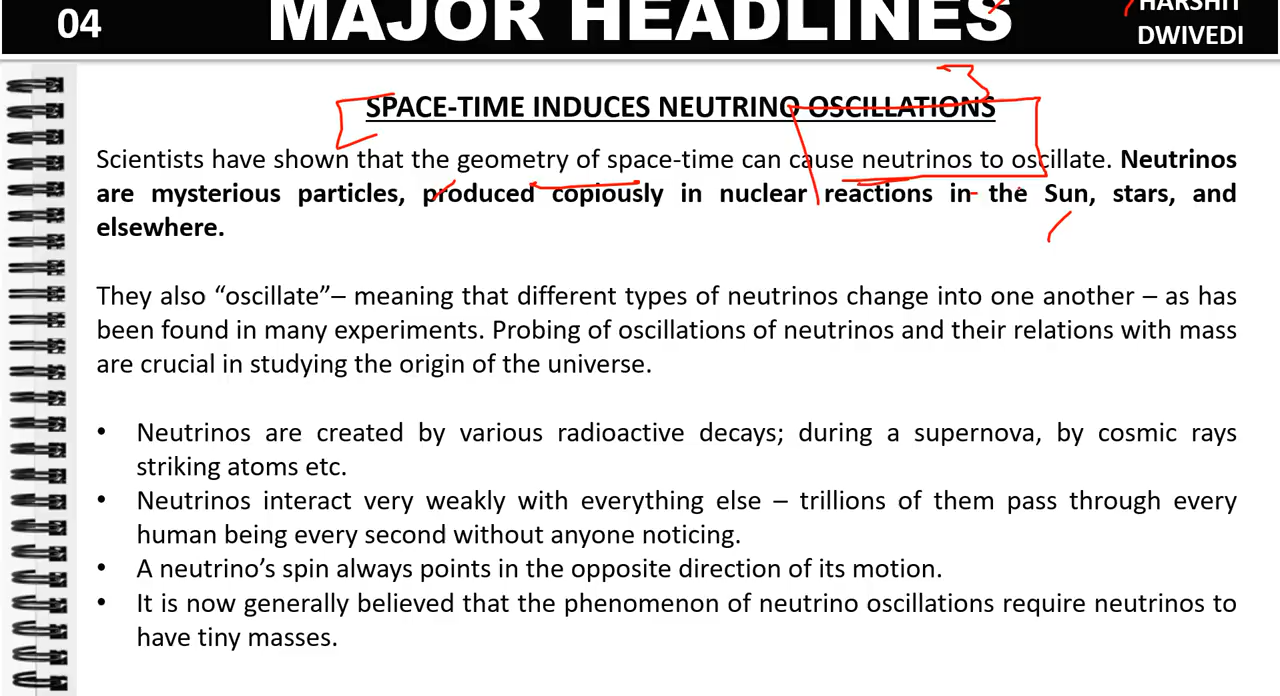 04
MAJOR HEADLINES
HARSHIT
DWIVEDI
SPACE-TIME INDUCES NEUTRINO OSCILLATIONS
Scientists have shown that the geometry of space-time can cause neutrinos to oscillate. Neutrinos
are mysterious particles, produced copiously in nuclear reactions in the Sun, stars, and
elsewhere.
They also “oscillate”– meaning that different types of neutrinos change into one another – as has
been found in many experiments. Probing of oscillations of neutrinos and their relations with mass
are crucial in studying the origin of the universe.
• Neutrinos are created by various radioactive decays; during a supernova, by cosmic rays
striking atoms etc.
• Neutrinos interact very weakly with everything else – trillions of them pass through every
human being every second without anyone noticing.
• A neutrino’s spin always points in the opposite direction of its motion.
• It is now generally believed that the phenomenon of neutrino oscillations require neutrinos to
have tiny masses.